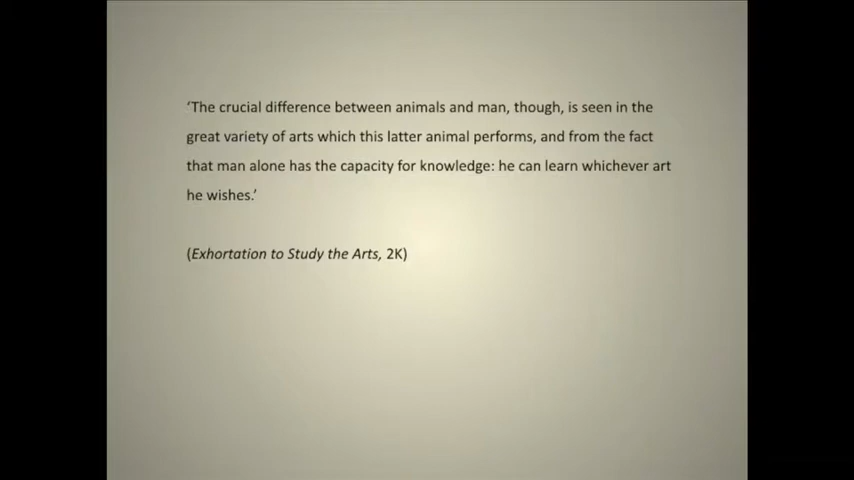 ‘The crucial difference between animals and man, though, is seen in the
great variety of arts which this latter animal performs, and from the fact
that man alone has the capacity for knowledge: he can learn whichever art
he wishes.’
(Exhortation to Study the Arts, 2K)